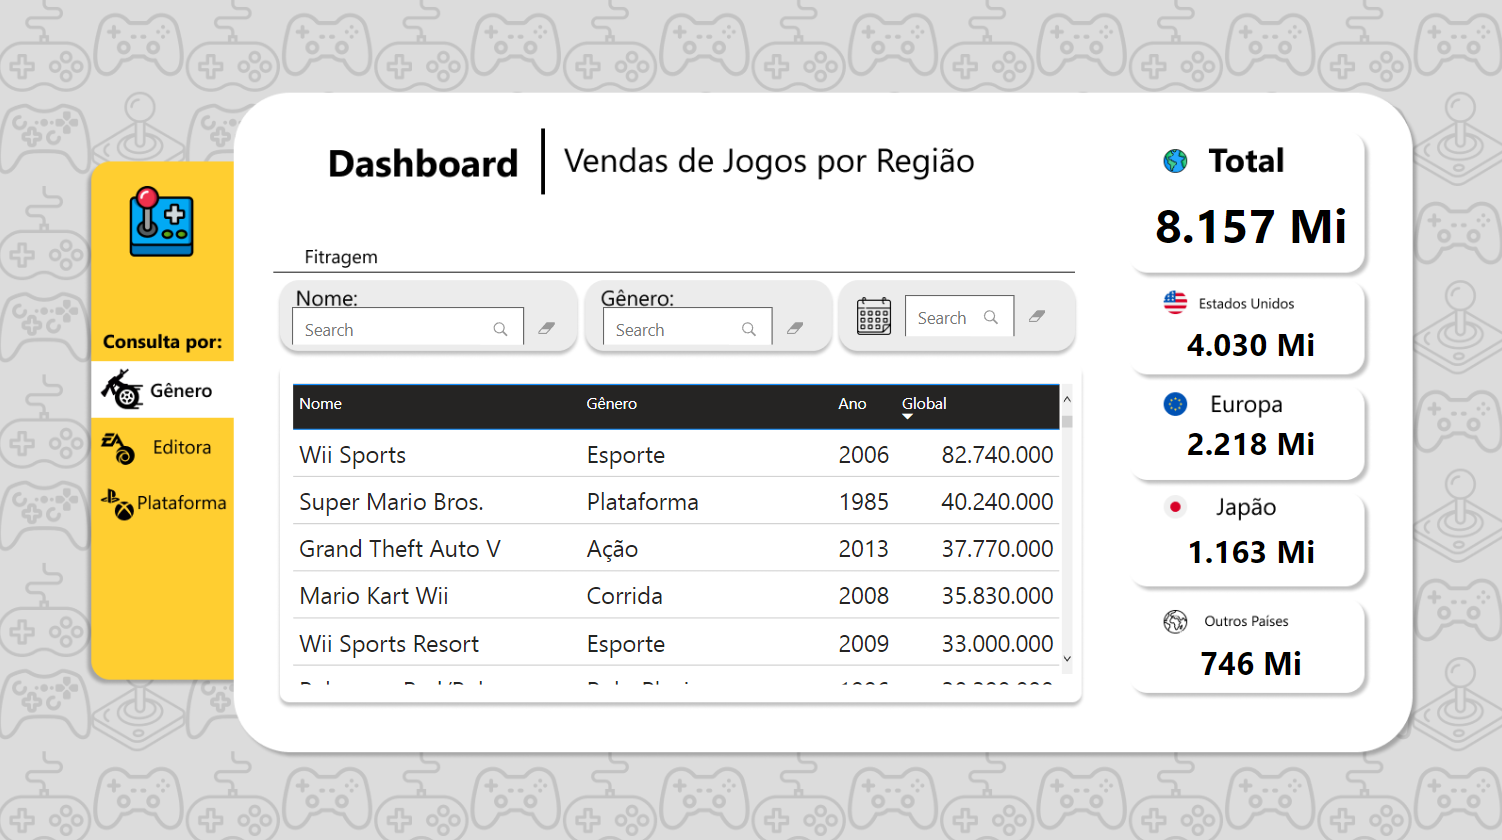 Dashboard
Vendas de Jogos por Região
Total
8.157 Mi
Fitragem
Nome:
Search
Gênero:
Search
Search
Estados Unidos
4.030 Mi
Consulta por:
Gênero
Editora
Plataforma
Nome Gênero Ano Global
Wii Sports Esporte 2006 82.740.000
Super Mario Bros. Plataforma 1985 40.240.000
Grand Theft Auto V Ação 2013 37.770.000
Mario Kart Wii Corrida 2008 35.830.000
Wii Sports Resort Esporte 2009 33.000.000
Europa
2.218 Mi
Japão
1.163 Mi
Outros Países
746 Mi